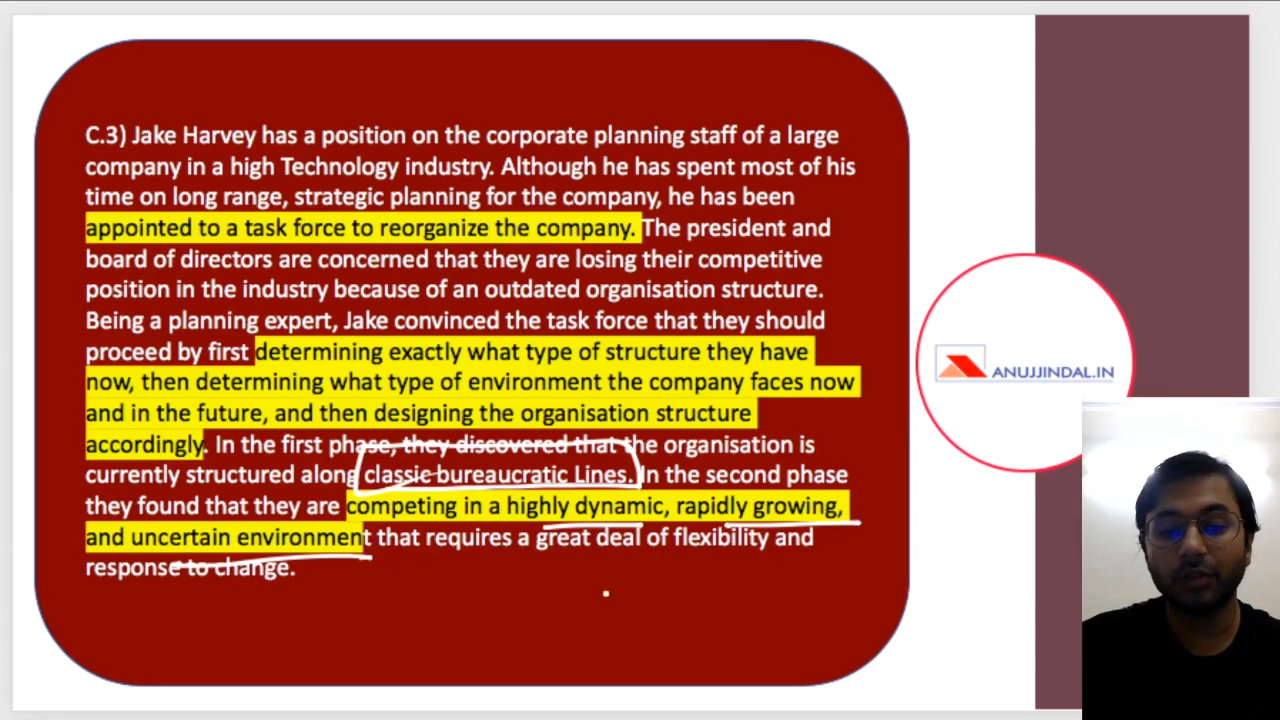 C.3) Jake Harvey has a position on the corporate planning staff of a large
company in a high Technology industry. Although he has spent most of his
time on long range, strategic planning for the company, he has been
appointed to a task force to reorganize the company. The president and
board of directors are concerned that they are losing their competitive
position in the industry because of an outdated organisation structure.
Being a planning expert, Jake convinced the task force that they should
proceed by first determining exactly what type of structure they have
now, then determining what type of environment the company faces now
and in the future, and then designing the organisation structure
accordingly. In the first phase, they discovered that the organisation is
currently structured along classic bureaucratic Lines. In the second phase
they found that they are competing in a highly dynamic, rapidly growing,
and uncertain environment that requires a great deal of flexibility and
response to change.
ANUJJINDAL.IN